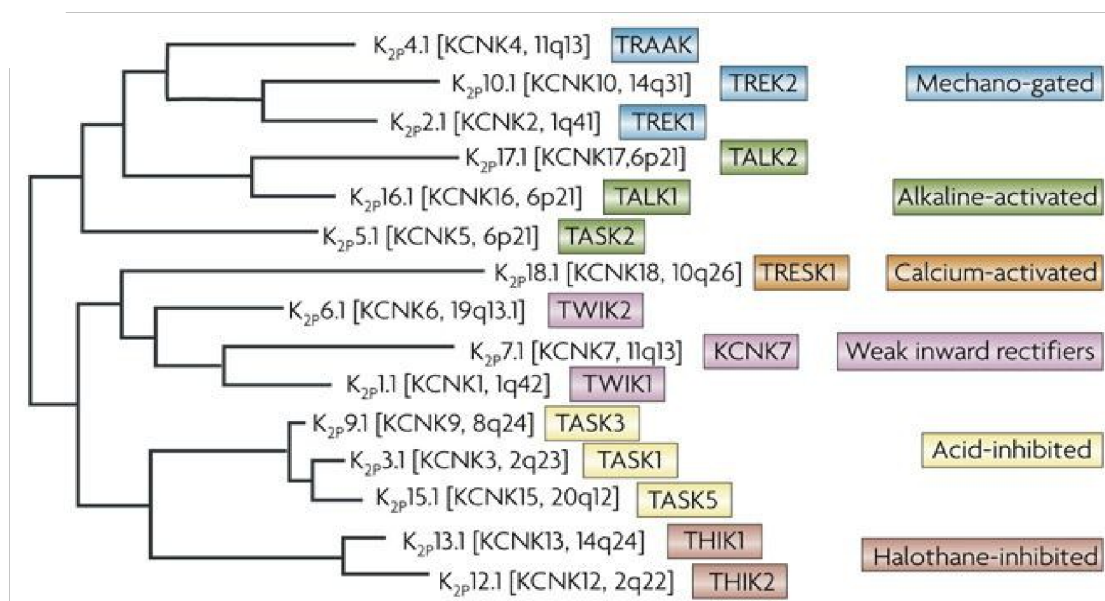 K2P4.1 [KCNK4, 11q13] TRAAK
K2P10.1 [KCNK10, 14q31] TREK2 Mechano-gated
K2P2.1 [KCNK2, 1q41] TREK1
K2P17.1 [KCNK17,6p21] TALK2
K2P16.1 [KCNK16, 6p21] TALK1 Alkaline-activated
K2P5.1 [KCNK5, 6p21] TASK2
K2P18.1 [KCNK18, 10q26] TRESK1 Calcium-activated
K2P6.1 [KCNK6, 19q13.1] TWIK2
K2P7.1 [KCNK7, 11q13] KCNK7 Weak inward rectifiers
K2P1.1 [KCNK1, 1q42] TWIK1
K2P9.1 [KCNK9, 8q24] TASK3
K2P3.1 [KCNK3, 2q23] TASK1 Acid-inhibited
K2P15.1 [KCNK15, 20q12] TASK5
K2P13.1 [KCNK13, 14q24] THIK1
K2P12.1 [KCNK12, 2q22] THIK2 Halothane-inhibited